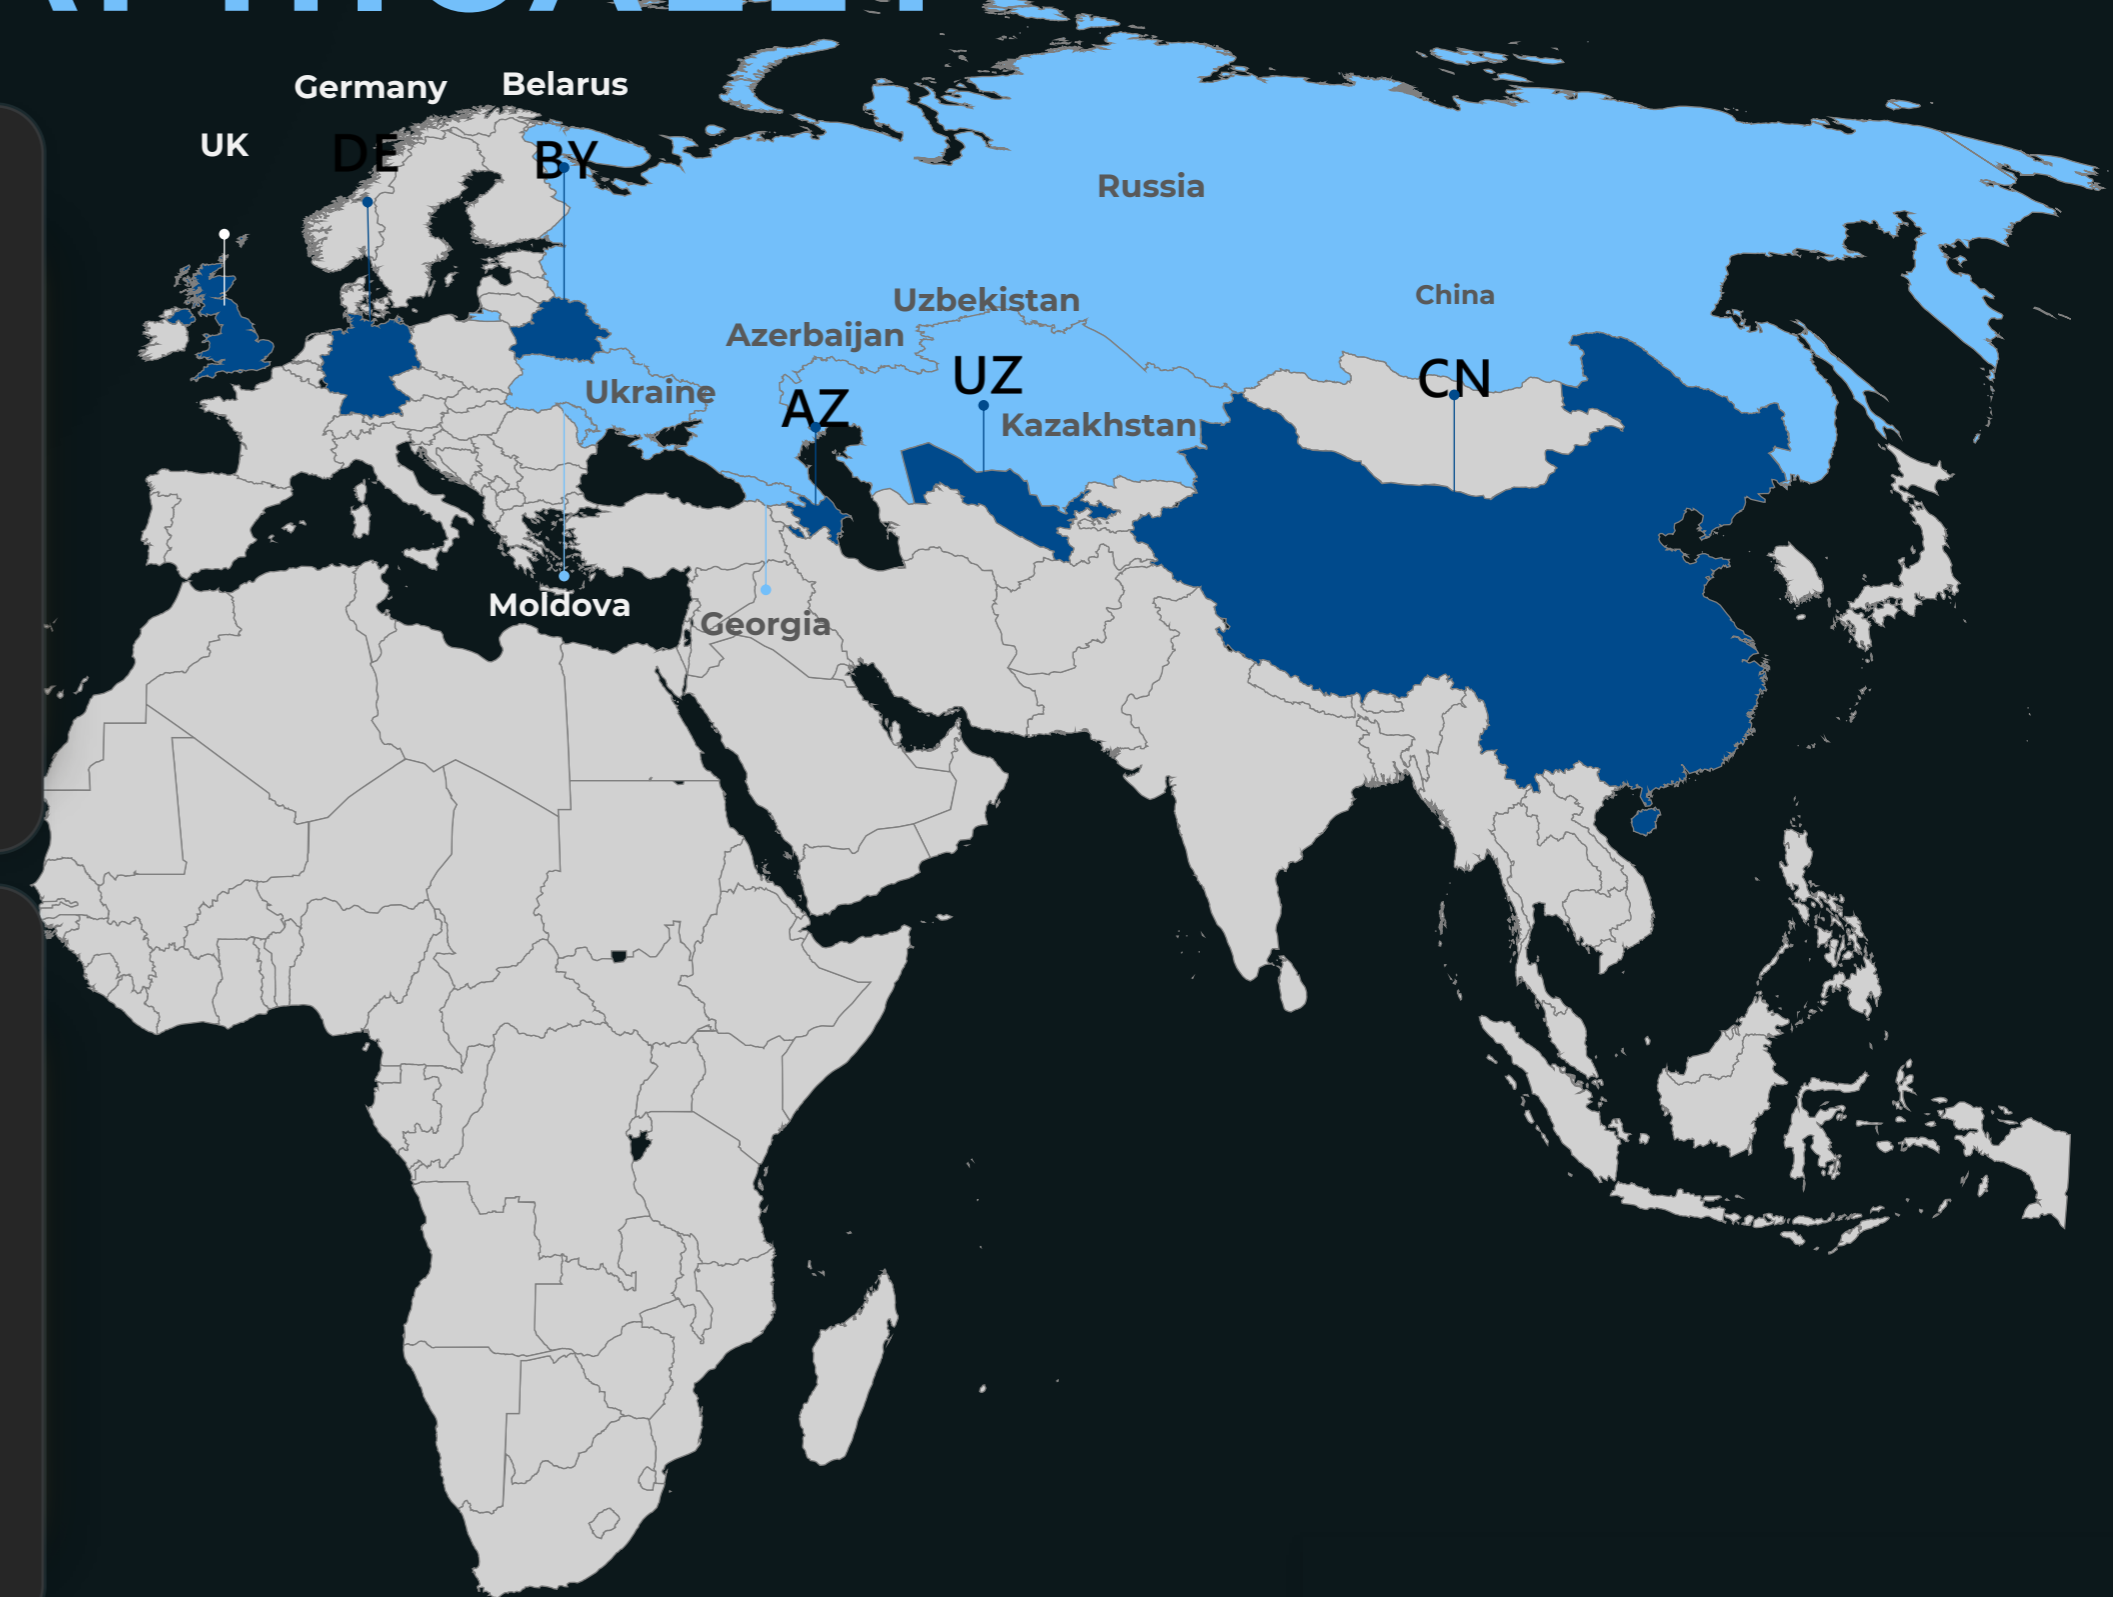 Germany
Belarus
UK
DE
BY
Russia
Uzbekistan
China
Azerbaijan
UZ
CN
Ukraine
AZ
Kazakhstan
Moldova
Georgia